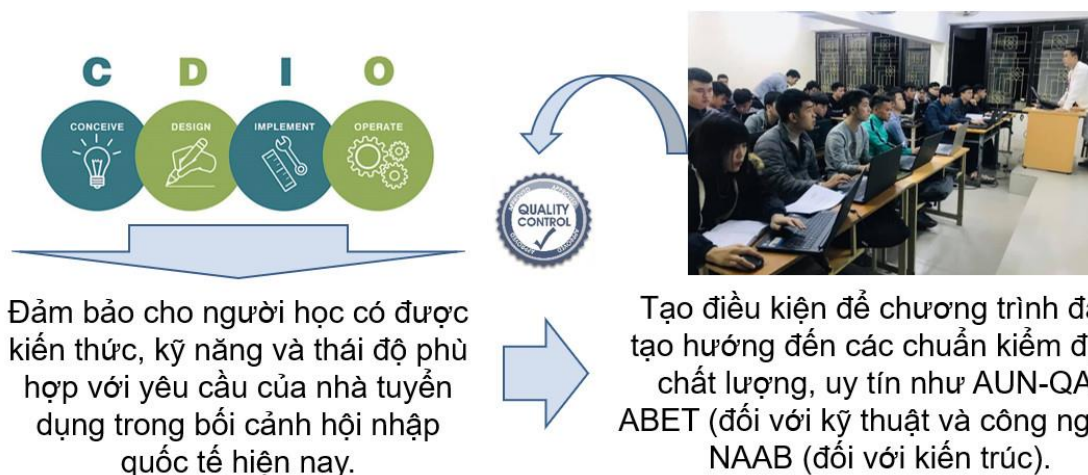 C D I O
CONCEIVE DESIGN IMPLEMENT OPERATE
APPROVED
QUALITY
CONTROL
APPROVED
Đảm bảo cho người học có được
kiến thức, kỹ năng và thái độ phù
hợp với yêu cầu của nhà tuyển
dụng trong bối cảnh hội nhập
quốc tế hiện nay.
Tạo điều kiện để chương trình
tạo hướng đến các chuẩn kiểm
chất lượng, uy tín như AUN-QA
ABET (đối với kỹ thuật và công
NAAB (đối với kiến trúc).